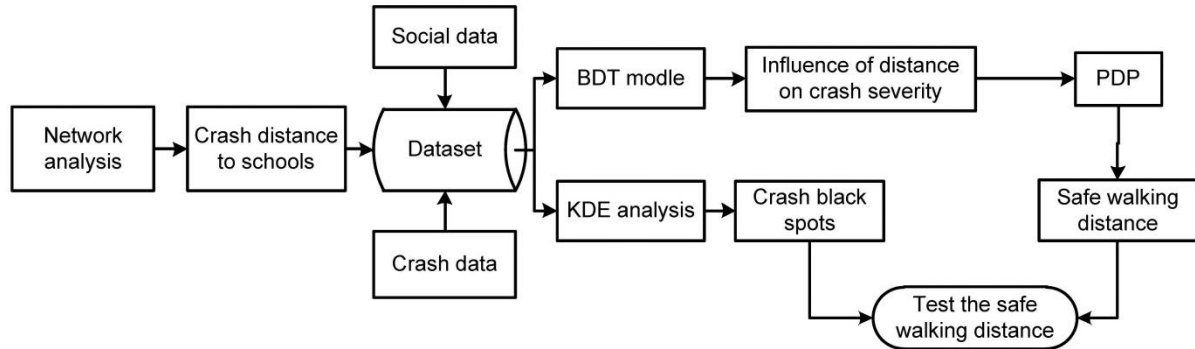 Social data
Network
analysis
Crash distance
to schools
Dataset
Crash data
BDT modle
Influence of distance
on crash severity
PDP
KDE analysis
Crash black
spots
Safe walking
distance
Test the safe
walking distance